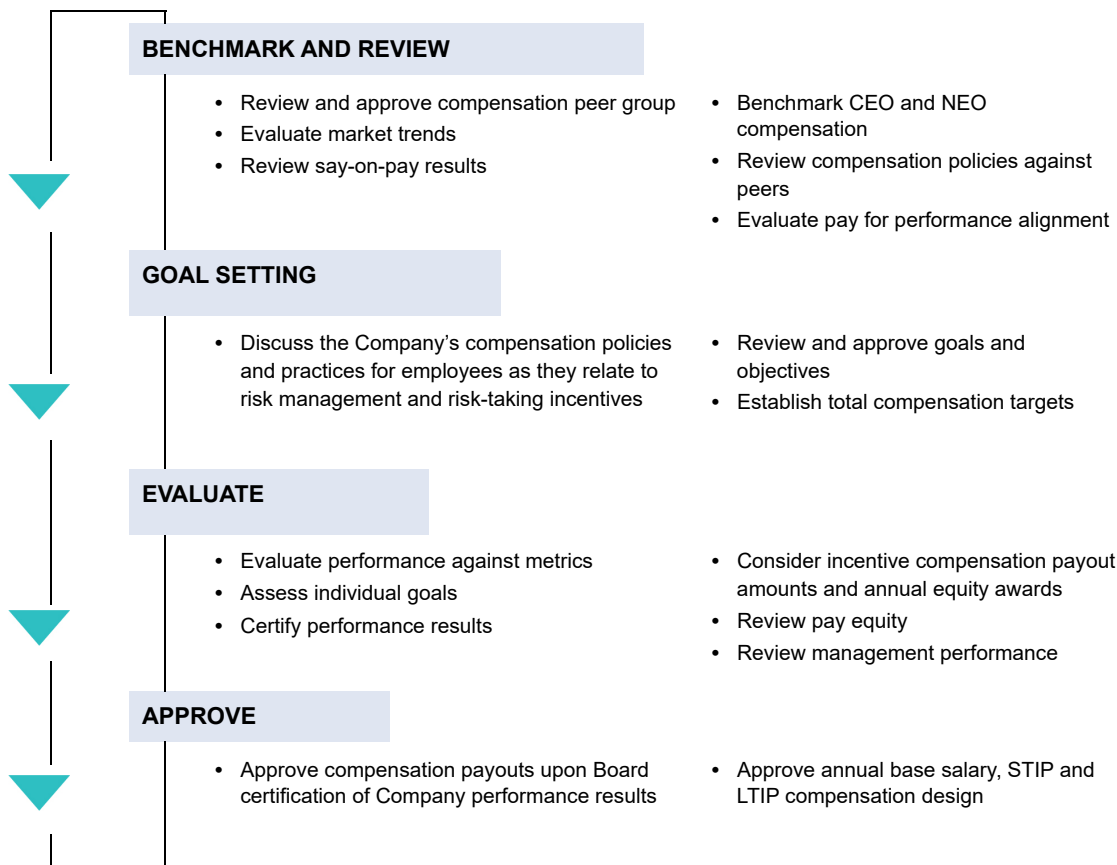 BENCHMARK AND REVIEW
• Review and approve compensation peer group
• Evaluate market trends
• Review say-on-pay results
• Benchmark CEO and NEO
compensation
• Review compensation policies against
peers
• Evaluate pay for performance alignment
GOAL SETTING
• Discuss the Company’s compensation policies
and practices for employees as they relate to
risk management and risk-taking incentives
• Review and approve goals and
objectives
• Establish total compensation targets
EVALUATE
• Evaluate performance against metrics
• Assess individual goals
• Certify performance results
• Consider incentive compensation payout
amounts and annual equity awards
• Review pay equity
• Review management performance
APPROVE
• Approve compensation payouts upon Board
certification of Company performance results
• Approve annual base salary, STIP and
LTIP compensation design